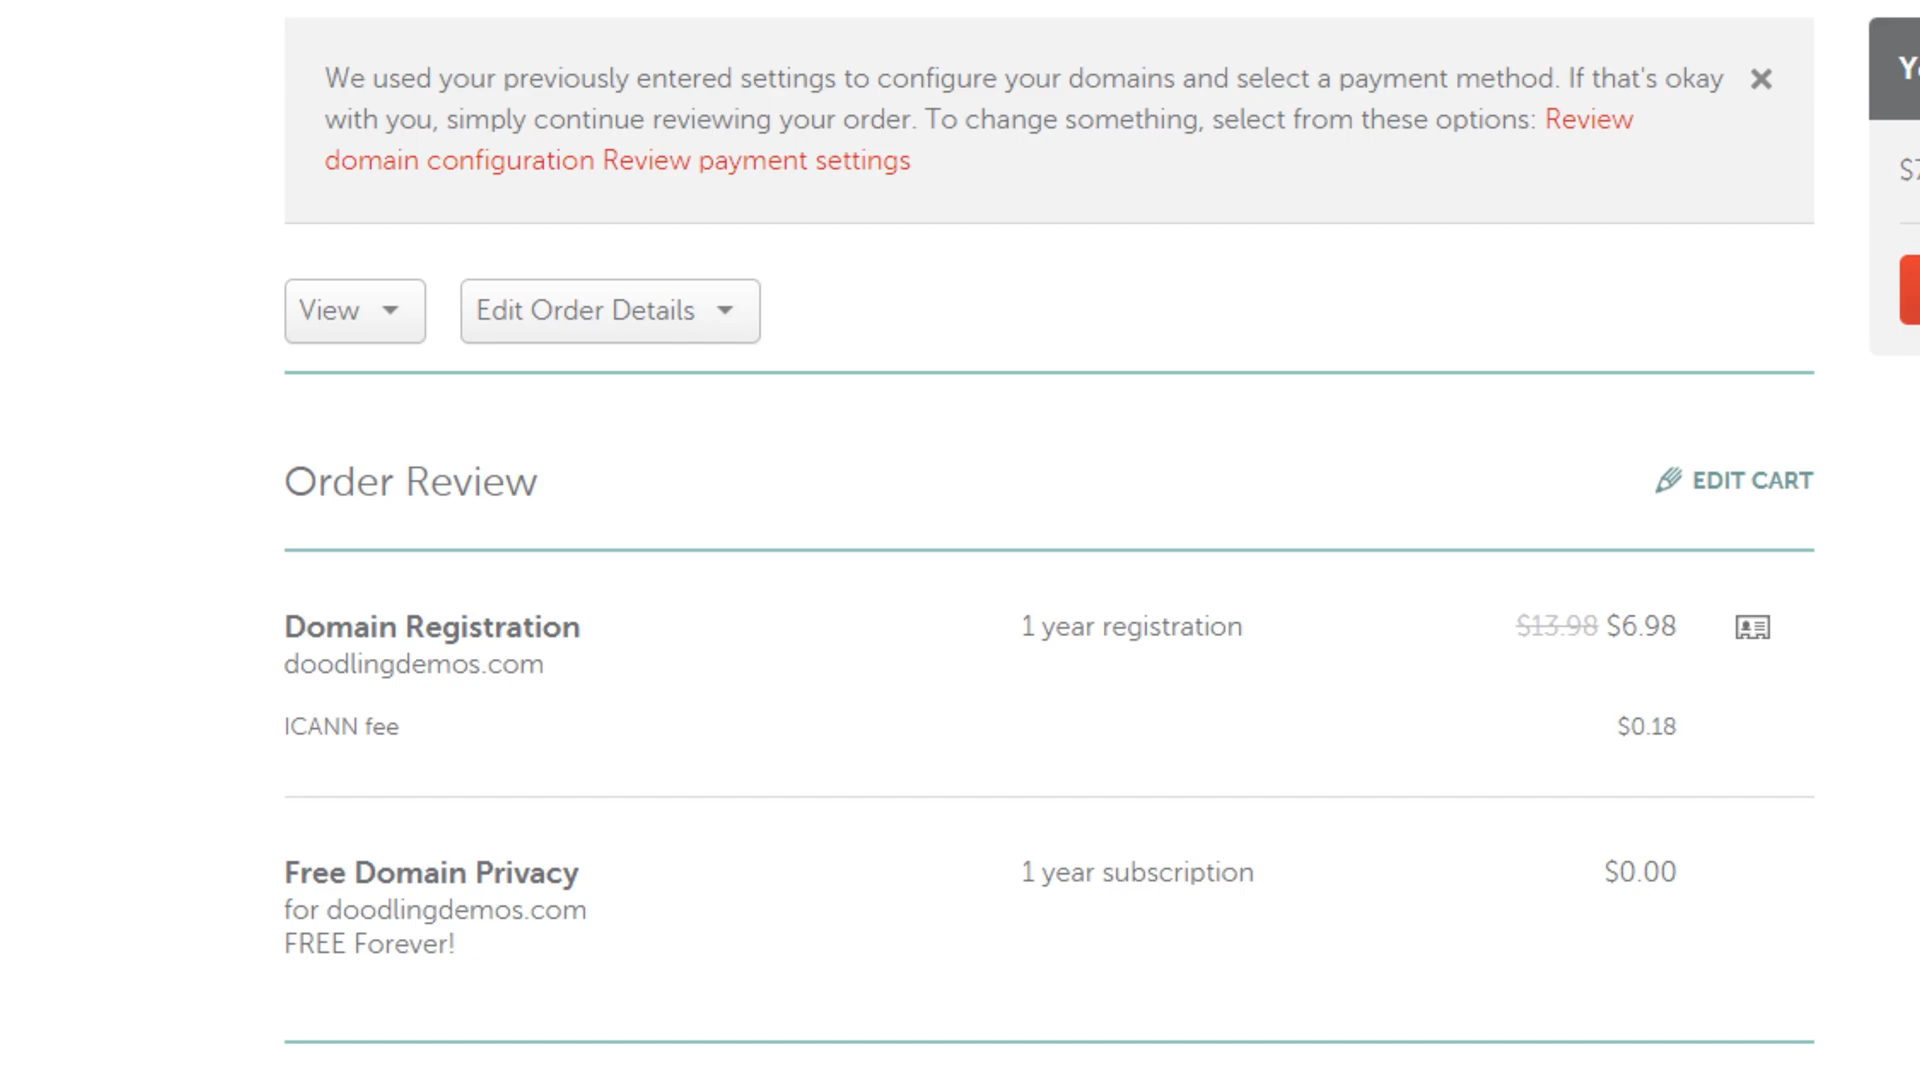 We used your previously entered settings to configure your domains and select a payment method. If that's okay
with you, simply continue reviewing your order. To change something, select from these options: Review
domain configuration Review payment settings
View
Edit Order Details
Order Review
EDIT CART
Domain Registration
1 year registration
$13.98 $6.98
doodlingdemos.com
ICANN fee
$0.18
Free Domain Privacy
1 year subscription
$0.00
for doodlingdemos.com
FREE Forever!